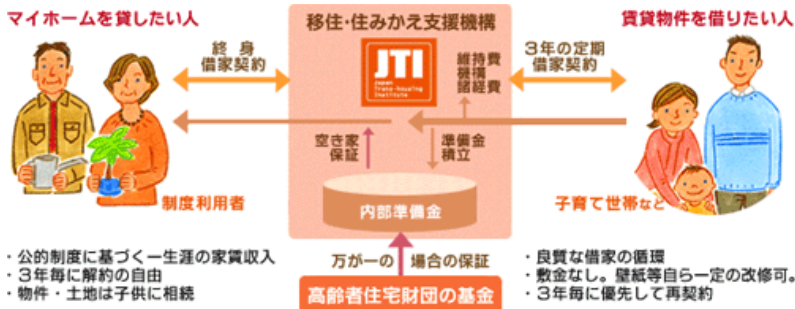 マイホームを貸したい人
移住・住みかえ支援機構
賃貸物件を借りたい人
終身
借家契約
JTI
Japan
Trans-housing
Institute
維持費
機構
諸経費
3年の定期
借家契約
空き家
保証
準備金
積立
制度利用者
内部準備金
子育て世帯など
・公的制度に基づく一生涯の家賃収入
・3年毎に解約の自由
・物件・土地は子供に相続
万が一の 場合の保証
高齢者住宅財団の基金
・良質な借家の循環
・敷金なし。壁紙等自ら一定の改修可。
・3年毎に優先して再契約